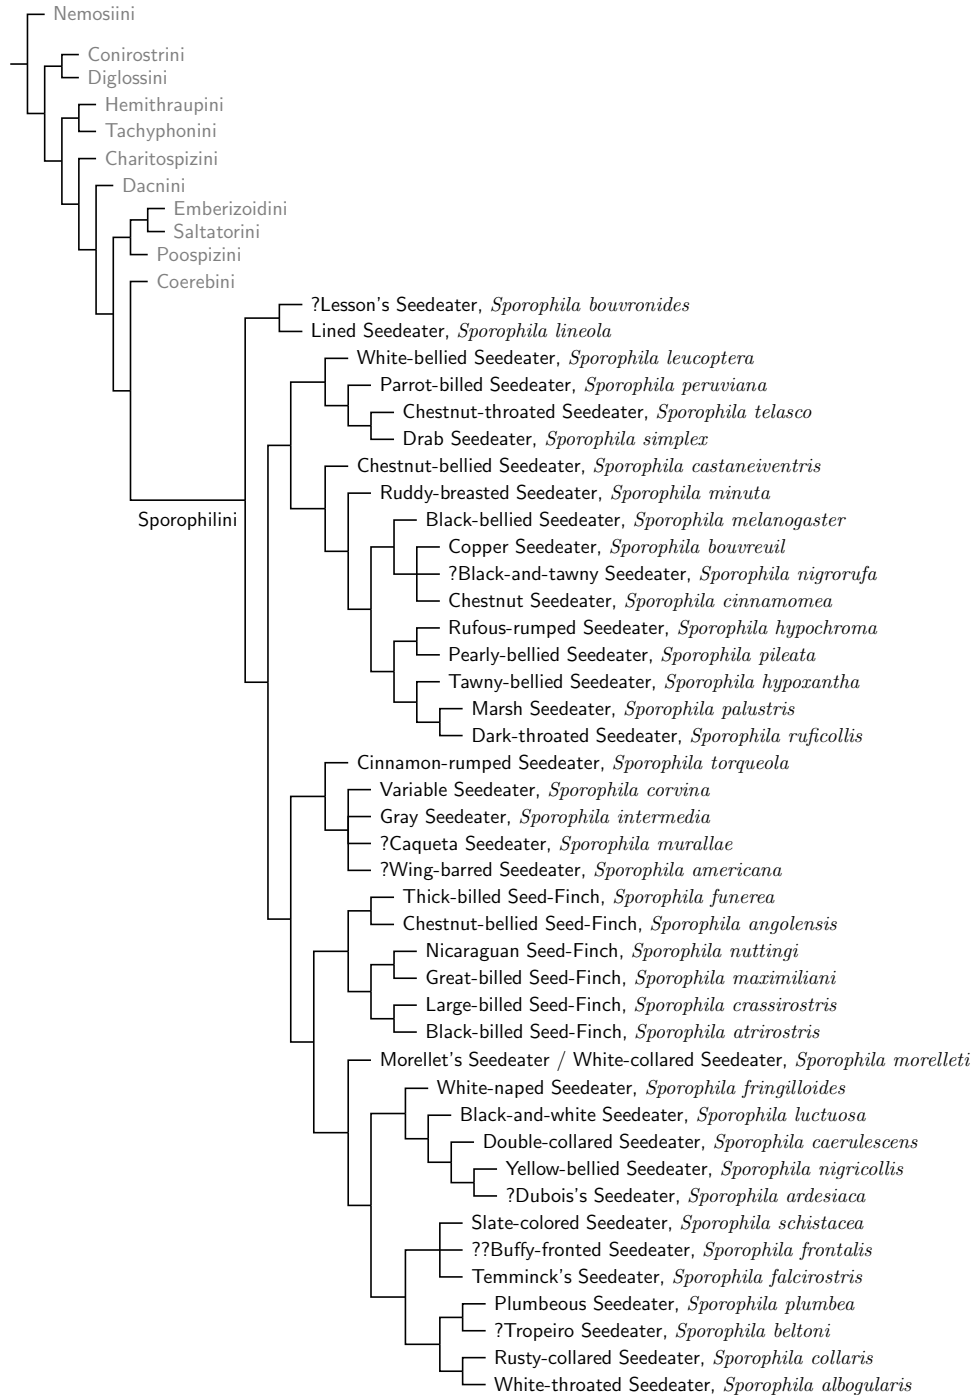 Nemosiini
Conirostrini
Diglossini
Hemithraupini
Tachyphonini
Charitospizini
Dacnini
Emberizoidini
Saltatorini
Poospizini
Coerebini
?Lesson's Seedeater, Sporophila bouvronides
Lined Seedeater, Sporophila lineola
White-bellied Seedeater, Sporophila leucoptera
Parrot-billed Seedeater, Sporophila peruviana
Chestnut-throated Seedeater, Sporophila telasco
Drab Seedeater, Sporophila simplex
Chestnut-bellied Seedeater, Sporophila castaneiventris
Ruddy-breasted Seedeater, Sporophila minuta
Sporophilini
Black-bellied Seedeater, Sporophila melanogaster
Copper Seedeater, Sporophila bouvreuil
?Black-and-tawny Seedeater, Sporophila nigrorufa
Chestnut Seedeater, Sporophila cinnamomea
Rufous-rumped Seedeater, Sporophila hypochroma
Pearly-bellied Seedeater, Sporophila pileata
Tawny-bellied Seedeater, Sporophila hypoxantha
Marsh Seedeater, Sporophila palustris
Dark-throated Seedeater, Sporophila ruficollis
Cinnamon-rumped Seedeater, Sporophila torqueola
Variable Seedeater, Sporophila corvina
Gray Seedeater, Sporophila intermedia
?Caqueta Seedeater, Sporophila murallae
?Wing-barred Seedeater, Sporophila americana
Thick-billed Seed-Finch, Sporophila funerea
Chestnut-bellied Seed-Finch, Sporophila angolensis
Nicaraguan Seed-Finch, Sporophila nuttingi
Great-billed Seed-Finch, Sporophila maximiliani
Large-billed Seed-Finch, Sporophila crassirostris
Black-billed Seed-Finch, Sporophila atrirostris
Morellet's Seedeater / White-collared Seedeater, Sporophila morelleti
White-naped Seedeater, Sporophila fringilloides
Black-and-white Seedeater, Sporophila luctuosa
Double-collared Seedeater, Sporophila caerulescens
Yellow-bellied Seedeater, Sporophila nigricollis
?Dubois's Seedeater, Sporophila ardesiaca
Slate-colored Seedeater, Sporophila schistacea
??Buffy-fronted Seedeater, Sporophila frontalis
Temminck's Seedeater, Sporophila falcirostris
Plumbeous Seedeater, Sporophila plumbea
?Tropeiro Seedeater, Sporophila beltoni
Rusty-collared Seedeater, Sporophila collaris
White-throated Seedeater, Sporophila albogularis